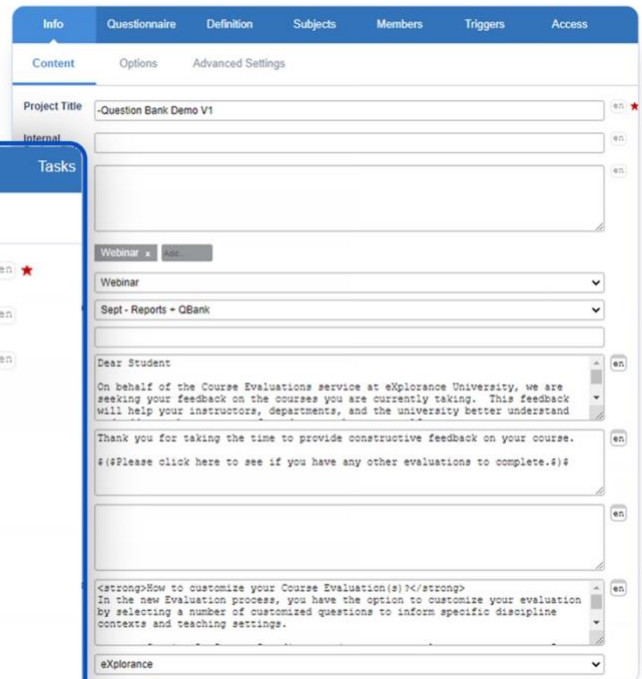 Info Questionnaire Definition Subjects Members Triggers Access
Content Options Advanced Settings
Project Title -Question Bank Demo V1 en
Internal en
en
Tasks
en
en
en
Webinar x Add...
Webinar
Sept - Reports + QBank
Dear Student en
On behalf of the Course Evaluations service at eXplorance University, we are
seeking your feedback on the courses you are currently taking. This feedback
will help your instructors, departments, and the university better understand
Thank you for taking the time to provide constructive feedback on your course. en
$($Please click here to see if you have any other evaluations to complete.$)$
en
<strong>How to customize your Course Evaluation(s)?</strong> en
In the new Evaluation process, you have the option to customize your evaluation
by selecting a number of customized questions to inform specific discipline
contexts and teaching settings.
eXplorance